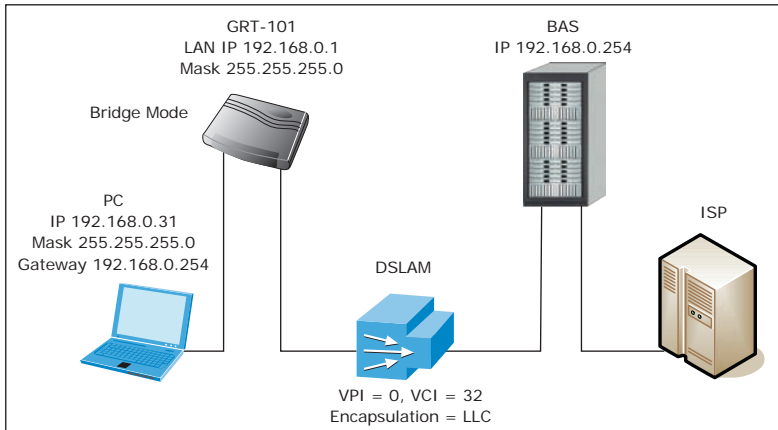 GRT-101
LAN IP 192.168.0.1
Mask 255.255.255.0
BAS
IP 192.168.0.254
Bridge Mode
PC
IP 192.168.0.31
Mask 255.255.255.0
Gateway 192.168.0.254
DSLAM
ISP
VPI = 0, VCI = 32
Encapsulation = LLC